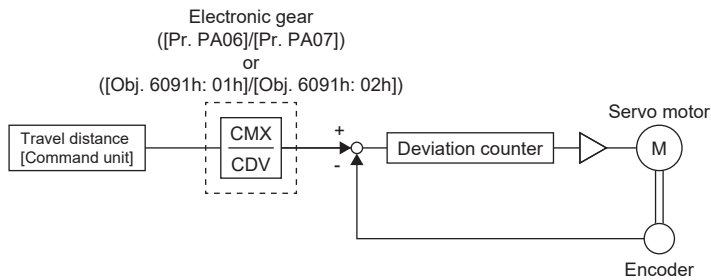 Electronic gear
([Pr. PA06]/[Pr. PA07])
or
([Obj. 6091h: 01h]/[Obj. 6091h: 02h])
Servo motor
Travel distance
[Command unit]
CMX
CDV
+
-
Deviation counter
M
Encoder